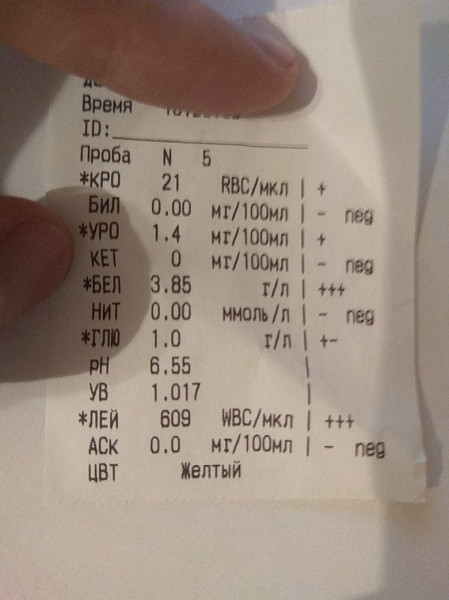 Время
ID:
Проба N 5
*КРО 21 RBC/мкл | +
БИЛ 0.00 мг/100мл | - neg
*УРО 1.4 мг/100мл | +
КЕТ 0 мг/100мл | - neg
*БЕЛ 3.85 г/л | +++
НИТ 0.00 ммоль/л | - neg
*ГЛЮ 1.0 г/л | +-
pH 6.55 |
УВ 1.017 |
*ЛЕЙ 609 WBC/мкл | +++
АСК 0.0 мг/100мл | - neg
ЦВТ Желтый